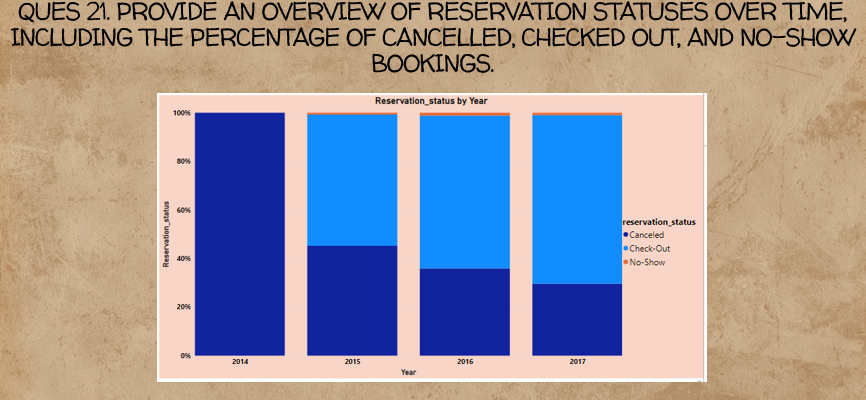 QUES 21. PROVIDE AN OVERVIEW OF RESERVATION STATUSES OVER TIME,
INCLUDING THE PERCENTAGE OF CANCELLED, CHECKED OUT, AND NO-SHOW
BOOKINGS.
Reservation_status by Year
100%
80%
60%
40%
20%
0%
Reservation_status
2014 2015 2016 2017
Year
reservation_status
Canceled
Check-Out
No-Show